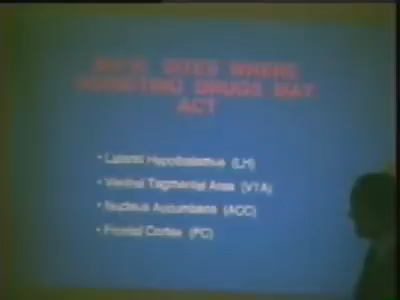 SITES WHERE
DRUGS MAY
ACT
• Lateral Hypothalamus (LH)
• Ventral Tegmental Area (VTA)
• Nucleus Accumbens (ACC)
• Frontal Cortex (FC)